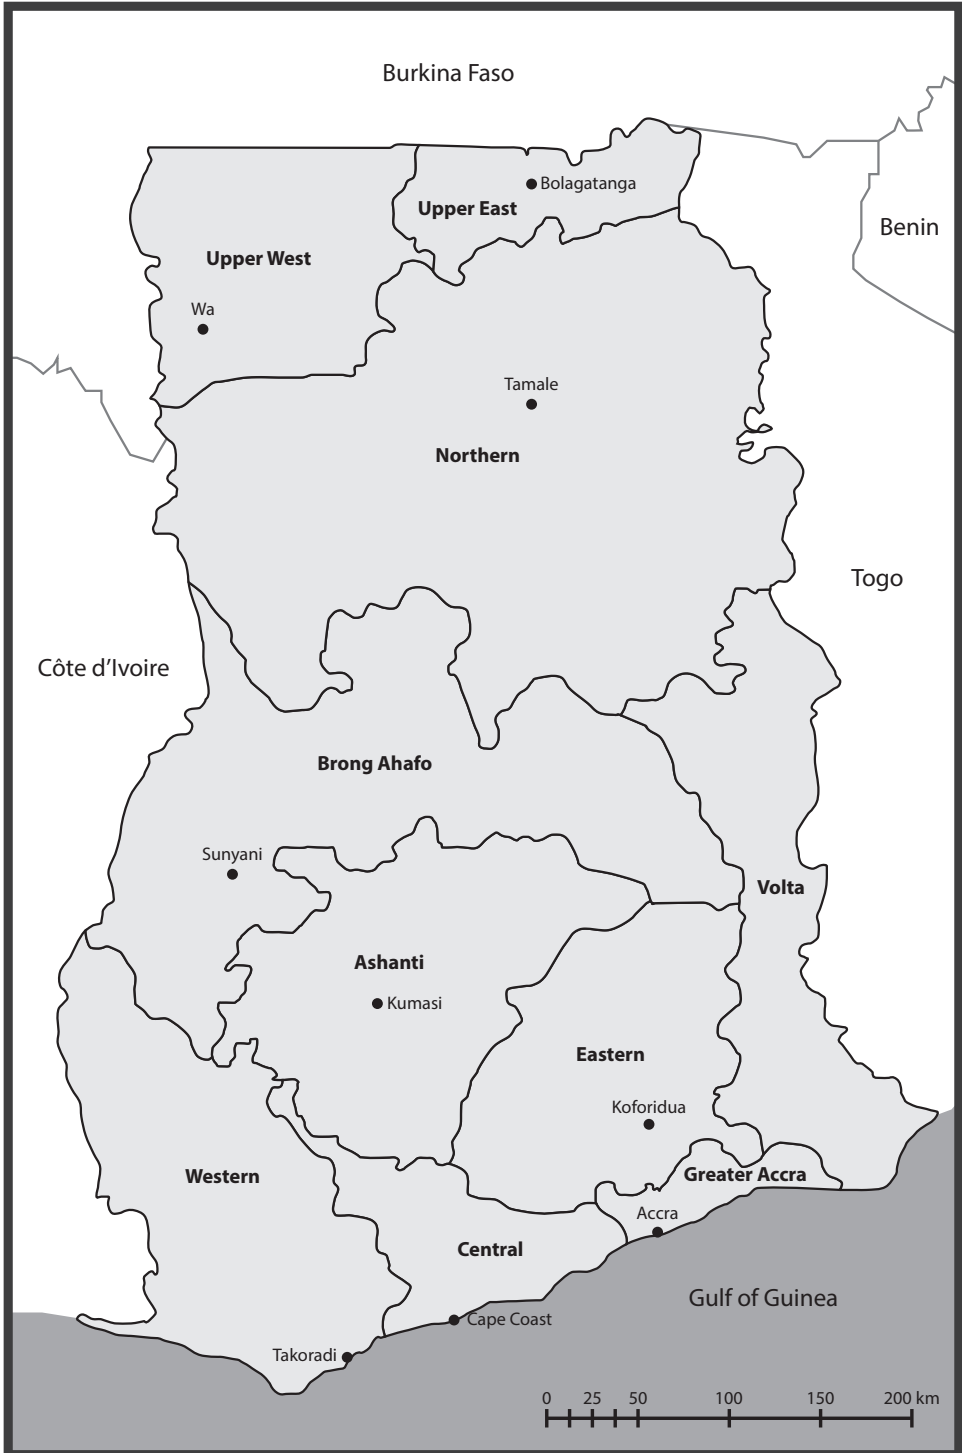 Burkina Faso
Bolagatanga
Upper East
Benin
Upper West
Wa
Tamale
Northern
Togo
Côte d’Ivoire
Brong Ahafo
Sunyani
Volta
Ashanti
Kumasi
Eastern
Koforidua
Western
Greater Accra
Accra
Central
Gulf of Guinea
Cape Coast
Takoradi
0 25 50 100 150 200 km